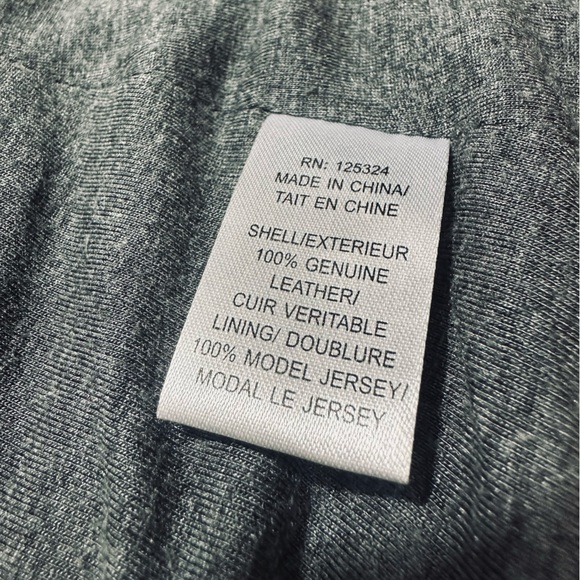 RN: 125324
MADE IN CHINA/
TAIT EN CHINE
SHELL/EXTERIEUR
100% GENUINE
LEATHER/
CUIR VERITABLE
LINING/ DOUBLURE
100% MODEL JERSEY/
MODAL LE JERSEY